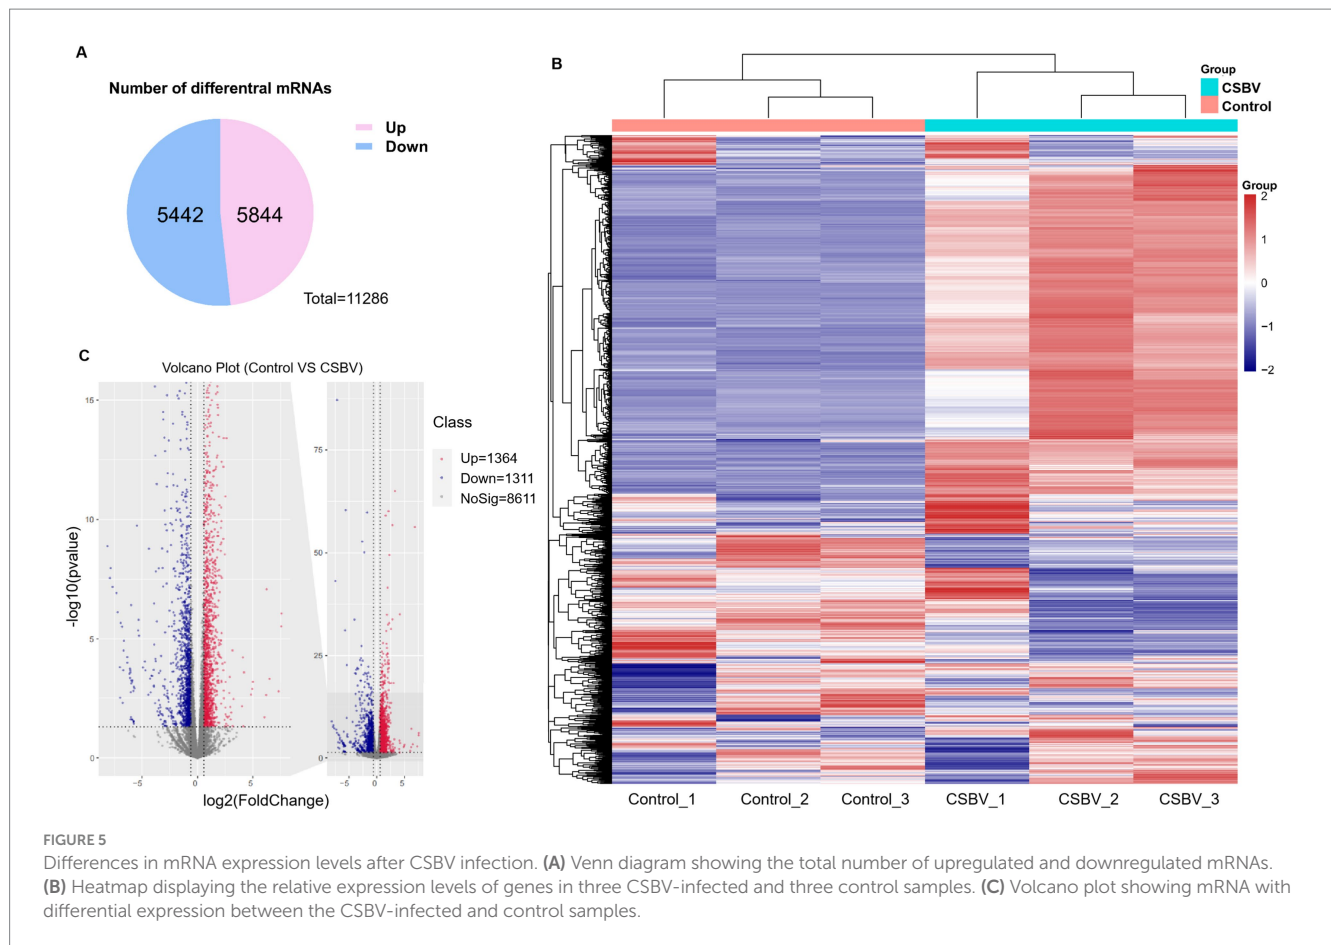 A
Number of differentral mRNAs
Up
Down
5442
5844
Total=11286
B
Group
CSBV
Control
Group
2
1
0
−1
−2
Control_1
Control_2
Control_3
CSBV_1
CSBV_2
CSBV_3
C
Volcano Plot (Control VS CSBV)
-log10(pvalue)
15
10
5
0
−5
0
5
75
50
25
0
−5
0
5
log2(FoldChange)
Class
Up=1364
Down=1311
NoSig=8611
FIGURE 5
Differences in mRNA expression levels after CSBV infection. (A) Venn diagram showing the total number of upregulated and downregulated mRNAs.
(B) Heatmap displaying the relative expression levels of genes in three CSBV-infected and three control samples. (C) Volcano plot showing mRNA with
differential expression between the CSBV-infected and control samples.